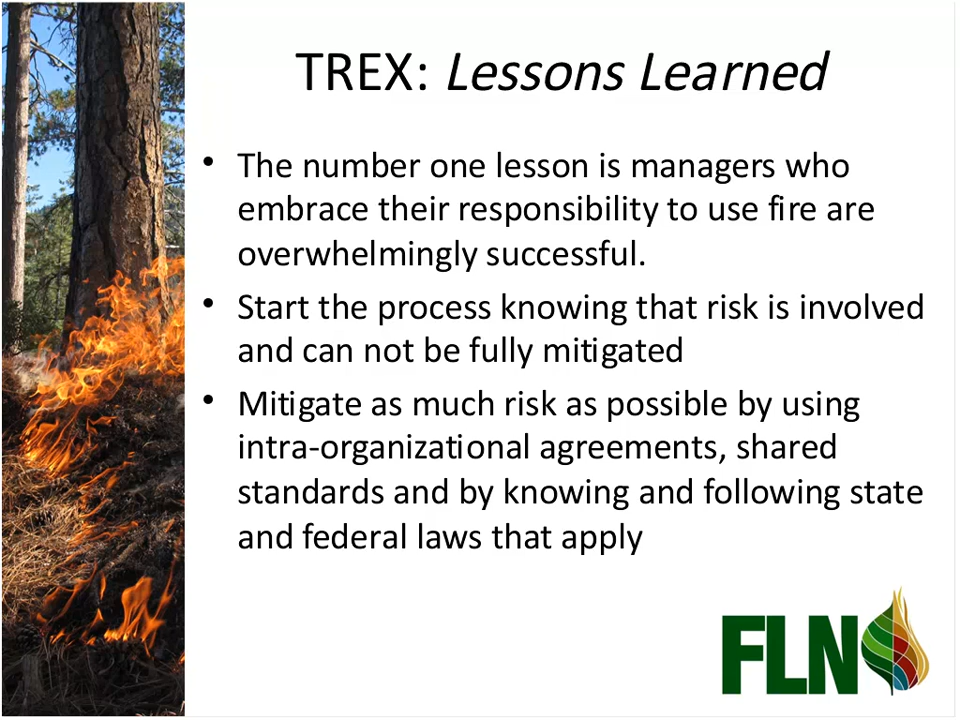 TREX: Lessons Learned
• The number one lesson is managers who
embrace their responsibility to use fire are
overwhelmingly successful.
• Start the process knowing that risk is involved
and can not be fully mitigated
• Mitigate as much risk as possible by using
intra-organizational agreements, shared
standards and by knowing and following state
and federal laws that apply
FLN